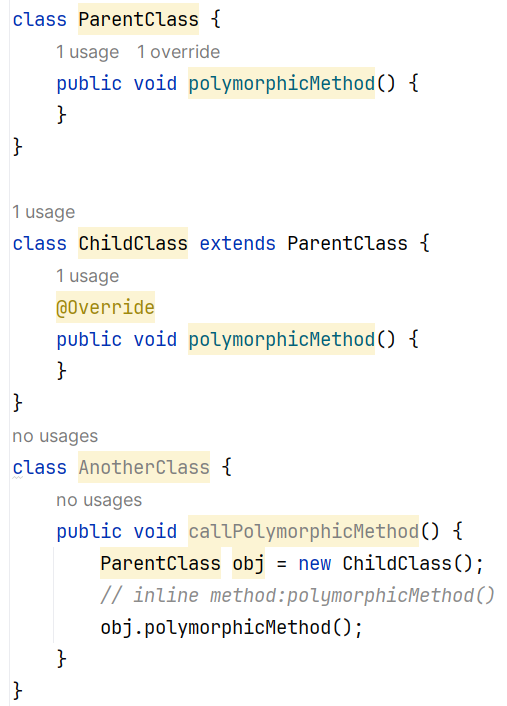 class ParentClass {
1 usage   1 override
public void polymorphicMethod() {
}
}
1 usage
class ChildClass extends ParentClass {
1 usage
@Override
public void polymorphicMethod() {
}
}
no usages
class AnotherClass {
no usages
public void callPolymorphicMethod() {
ParentClass obj = new ChildClass();
// inline method:polymorphicMethod()
obj.polymorphicMethod();
}
}